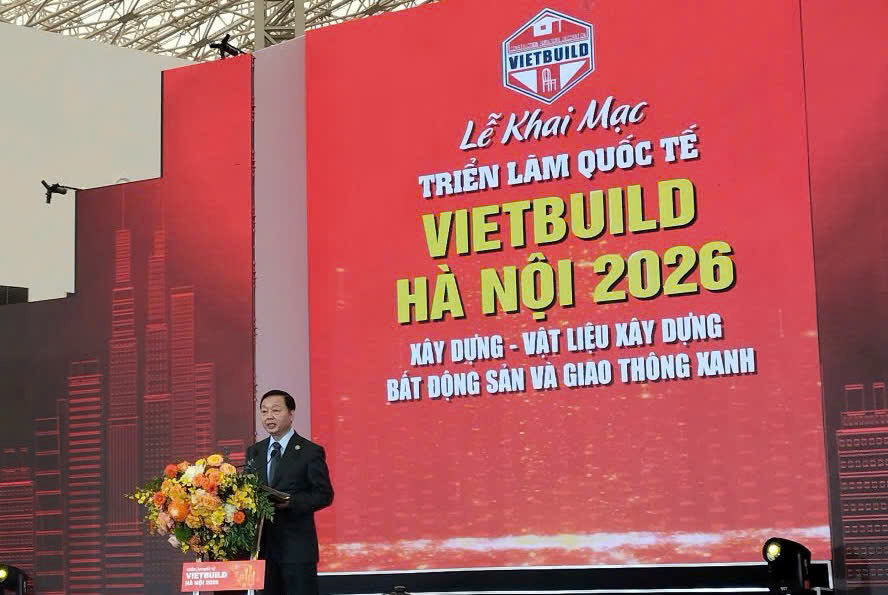 VIETBUILD
Lễ Khai Mạc
TRIỂN LÃM QUỐC TẾ
VIETBUILD
HÀ NỘI 2026
XÂY DỰNG - VẬT LIỆU XÂY DỰNG
BẤT ĐỘNG SẢN VÀ GIAO THÔNG XANH
VIETBUILD
HÀ NỘI 2026